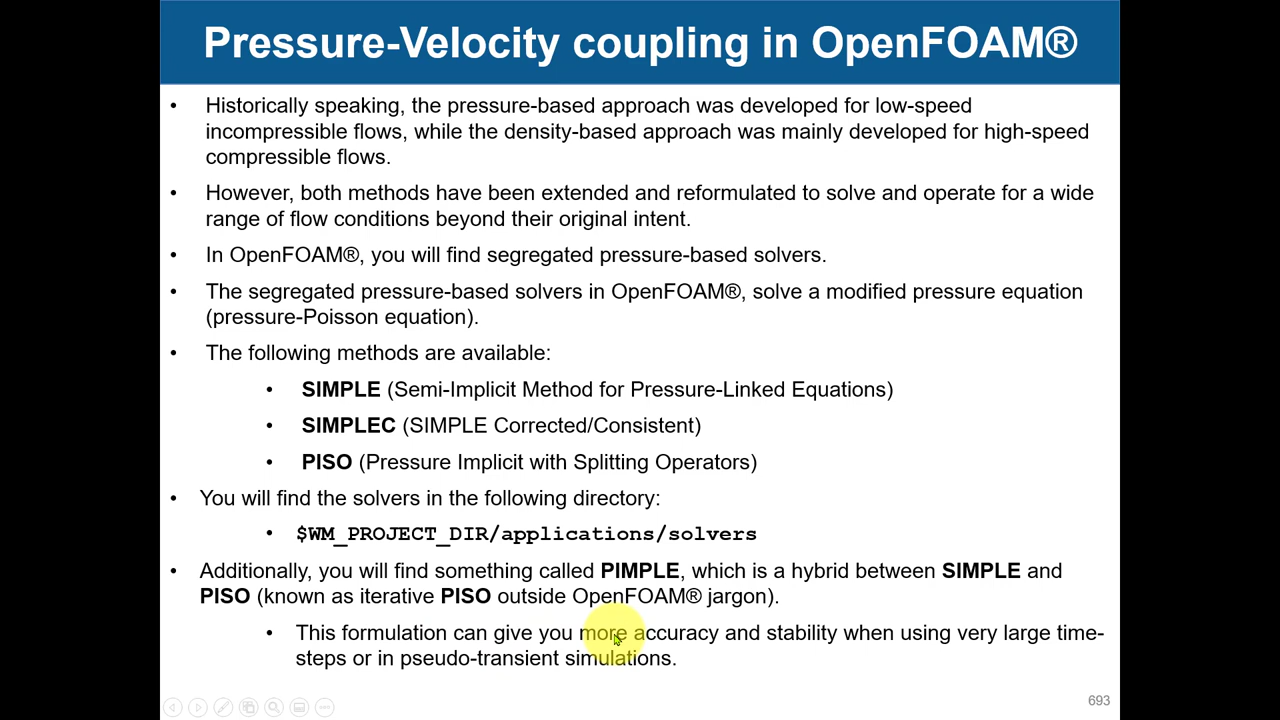 Pressure-Velocity coupling in OpenFOAM®
• Historically speaking, the pressure-based approach was developed for low-speed
incompressible flows, while the density-based approach was mainly developed for high-speed
compressible flows.
• However, both methods have been extended and reformulated to solve and operate for a wide
range of flow conditions beyond their original intent.
• In OpenFOAM®, you will find segregated pressure-based solvers.
• The segregated pressure-based solvers in OpenFOAM®, solve a modified pressure equation
(pressure-Poisson equation).
• The following methods are available:
• SIMPLE (Semi-Implicit Method for Pressure-Linked Equations)
• SIMPLEC (SIMPLE Corrected/Consistent)
• PISO (Pressure Implicit with Splitting Operators)
• You will find the solvers in the following directory:
• $WM_PROJECT_DIR/applications/solvers
• Additionally, you will find something called PIMPLE, which is a hybrid between SIMPLE and
PISO (known as iterative PISO outside OpenFOAM® jargon).
• This formulation can give you more accuracy and stability when using very large time-
steps or in pseudo-transient simulations.
693